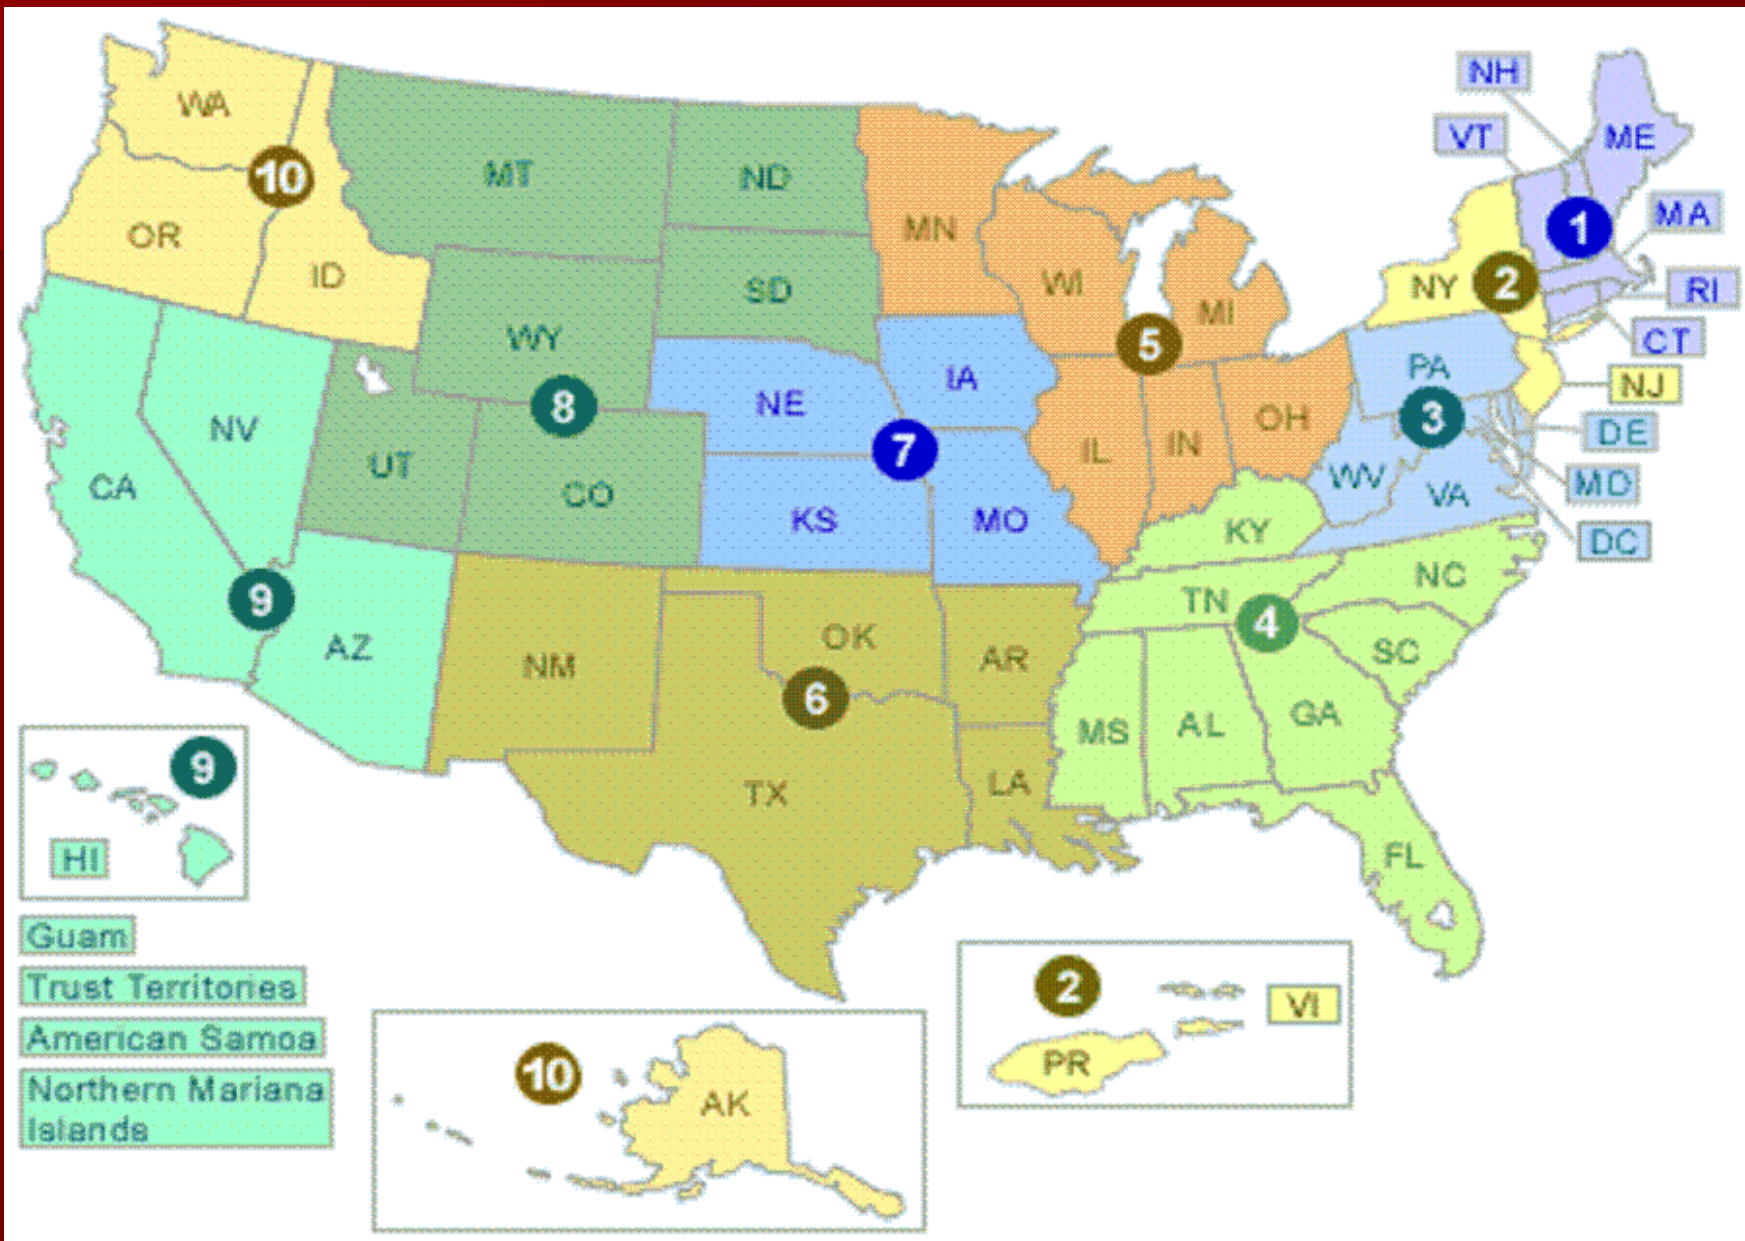 NH
VT
ME
WA
MT
ND
10
MN
MA
OR
1
ID
SD
WI
MI
NY
2
RI
WY
5
CT
PA
IA
NJ
8
NE
3
NV
OH
DE
7
UT
IL
IN
CA
CO
WV
MD
VA
KS
MO
KY
DC
NC
9
TN
4
AZ
OK
AR
SC
NM
6
GA
MS
AL
9
TX
LA
HI
FL
Guam
Trust Territories
2
VI
American Samoa
10
PR
Northern Mariana
Islands
AK